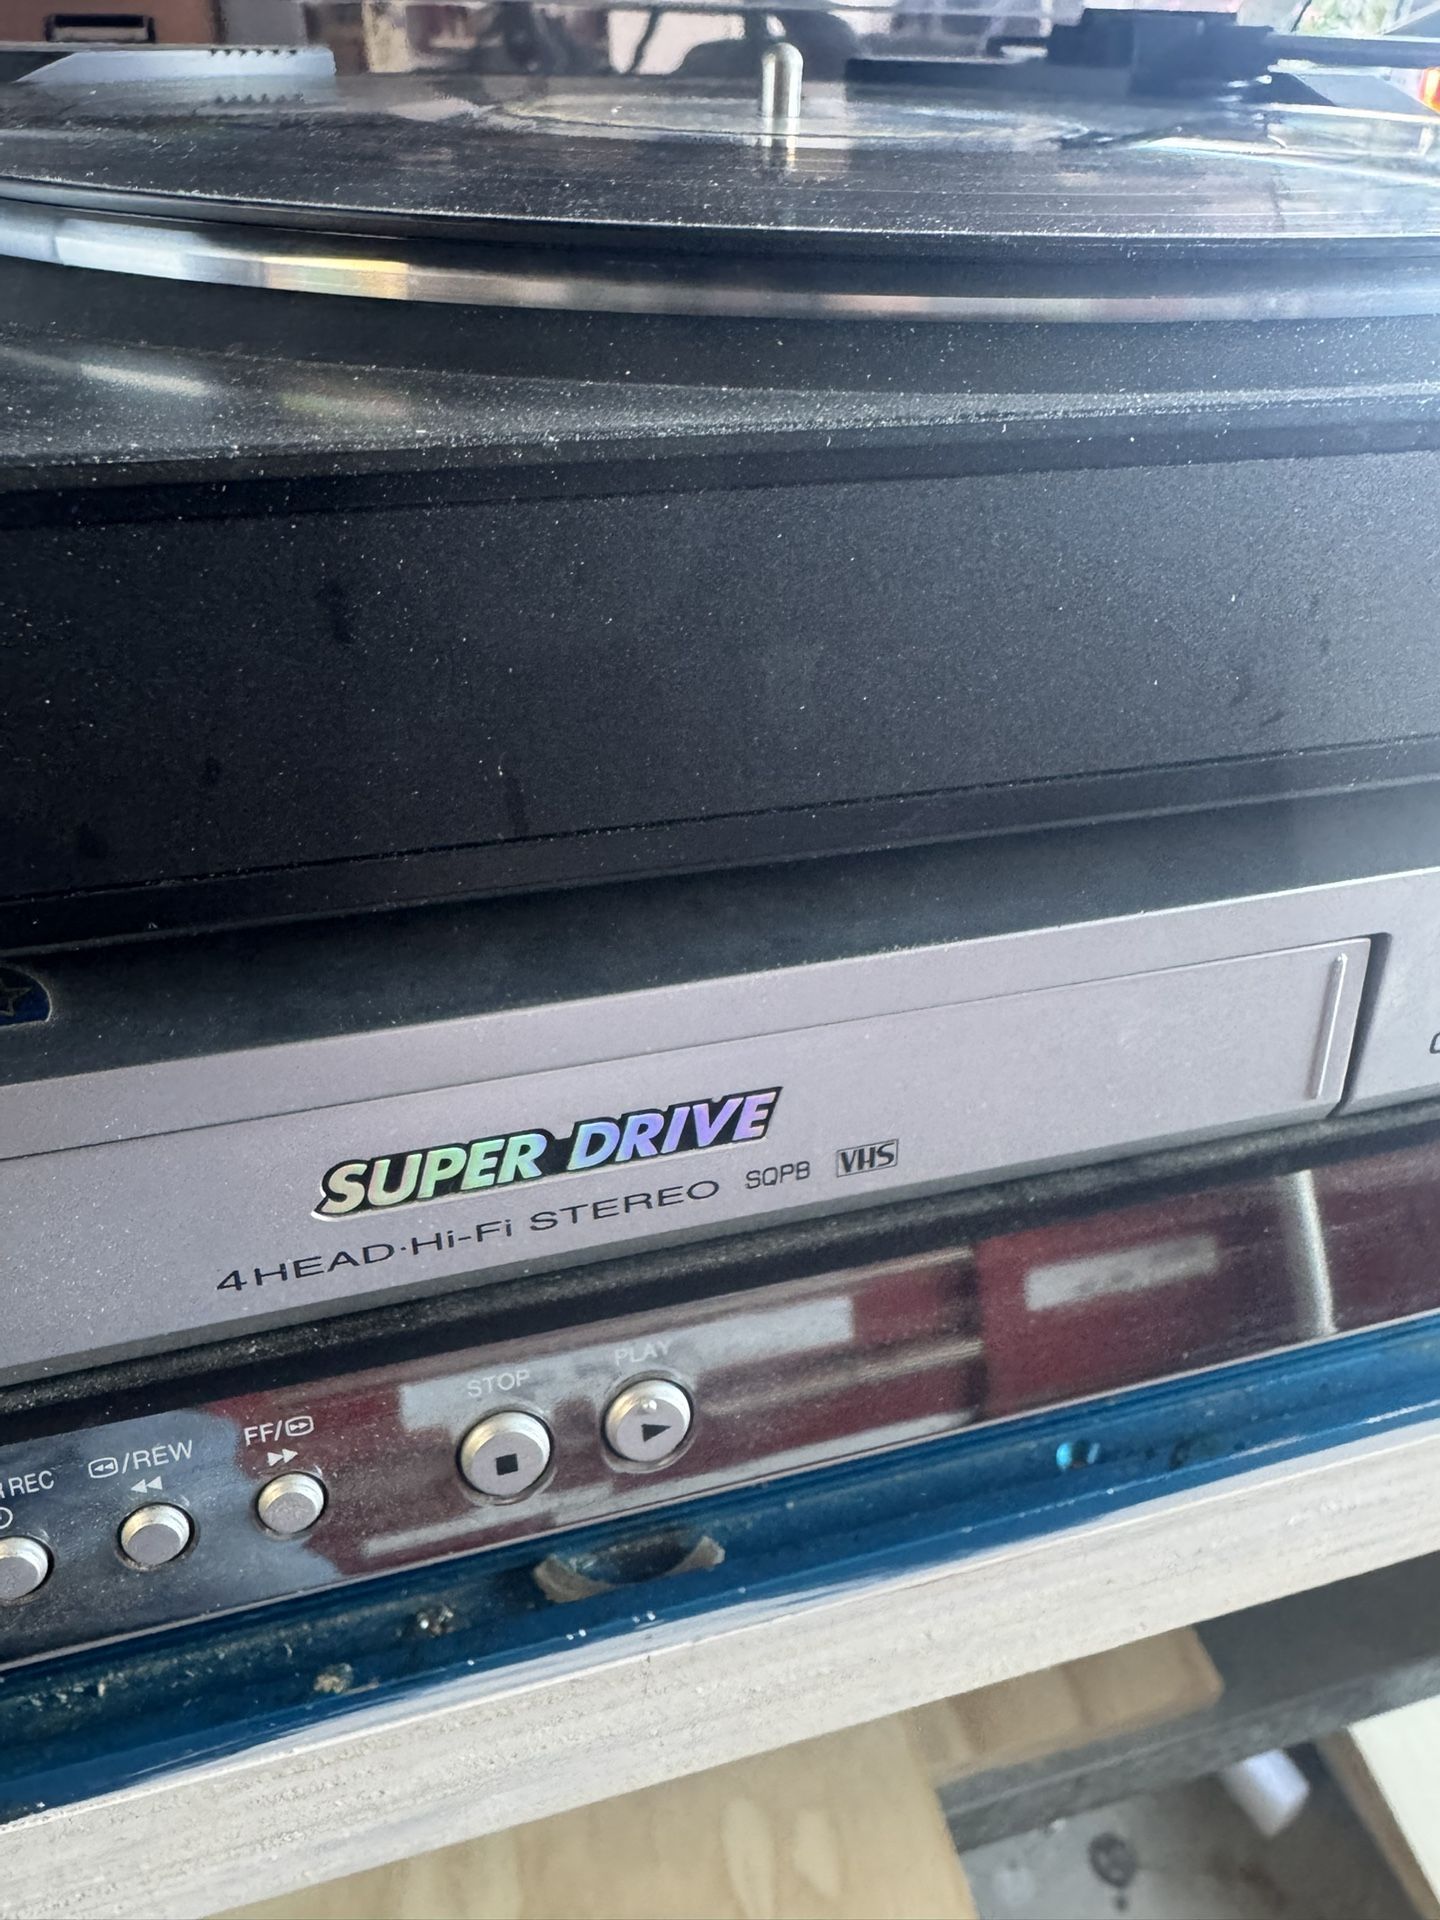 SUPER DRIVE
4HEAD·Hi-Fi STEREO SQPB VHS
PLAY
STOP
FF/
/REW
REC